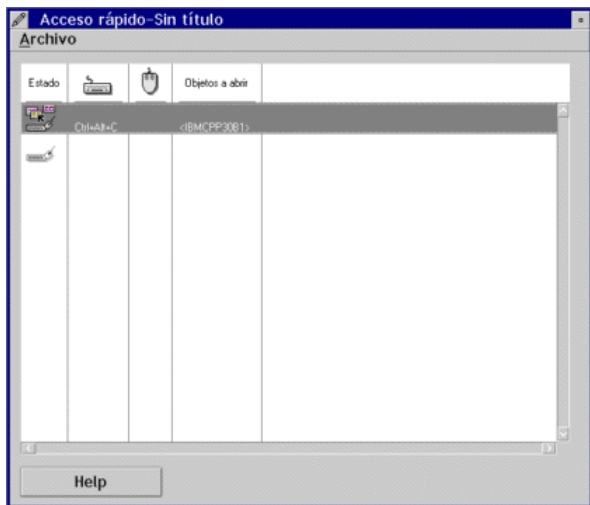 Acceso rápido-Sin título
Archivo
Estado Objetos a abrir
Ctrl+Alt+C <IBMCPP30B1>
Help